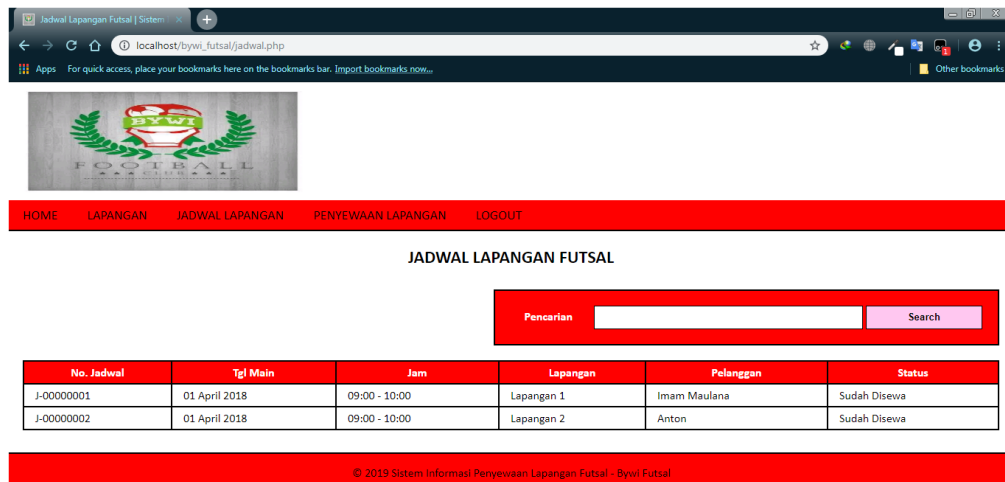 Jadwal Lapangan Futsal | Sistem
localhost/bywi_futsal/jadwal.php
Apps For quick access, place your bookmarks here on the bookmarks bar. Import bookmarks now... Other bookmarks
BYWI
FOOTBALL
CLUB
HOME LAPANGAN JADWAL LAPANGAN PENYEWAAN LAPANGAN LOGOUT
JADWAL LAPANGAN FUTSAL
Pencarian Search
No. Jadwal Tgl Main Jam Lapangan Pelanggan Status
J-00000001 01 April 2018 09:00 - 10:00 Lapangan 1 Imam Maulana Sudah Disewa
J-00000002 01 April 2018 09:00 - 10:00 Lapangan 2 Anton Sudah Disewa
© 2019 Sistem Informasi Penyewaan Lapangan Futsal - Bywi Futsal